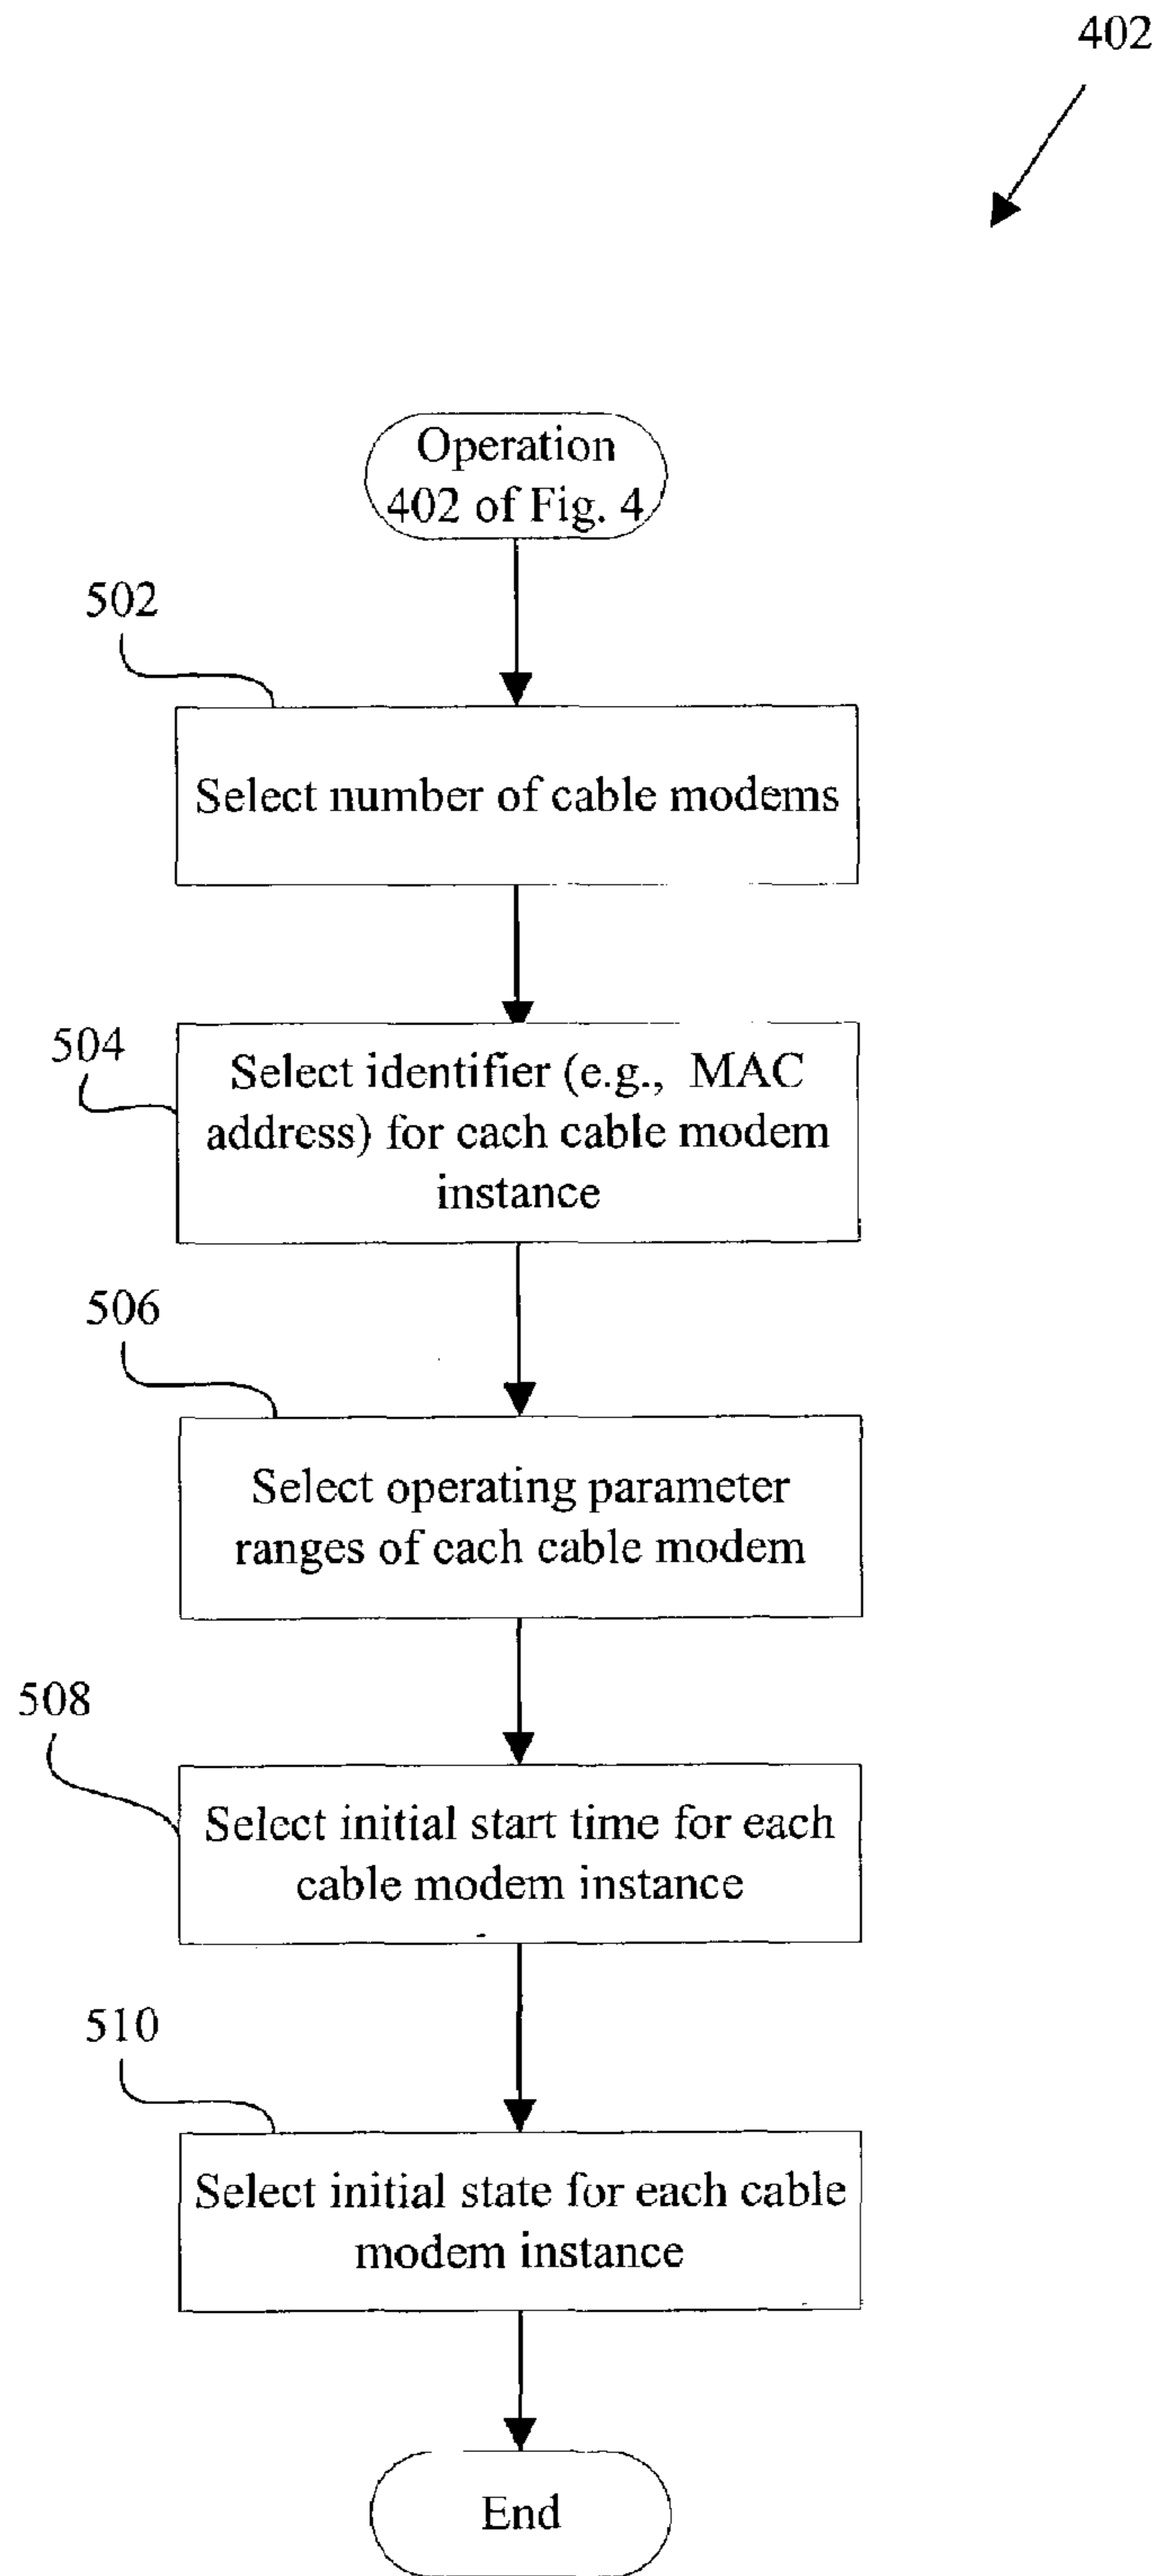 402
Operation
402 of Fig. 4
502
Select number of cable modems
504
Select identifier (e.g., MAC
address) for each cable modem
instance
506
Select operating parameter
ranges of each cable modem
508
Select initial start time for each
cable modem instance
510
Select initial state for each cable
modem instance
End